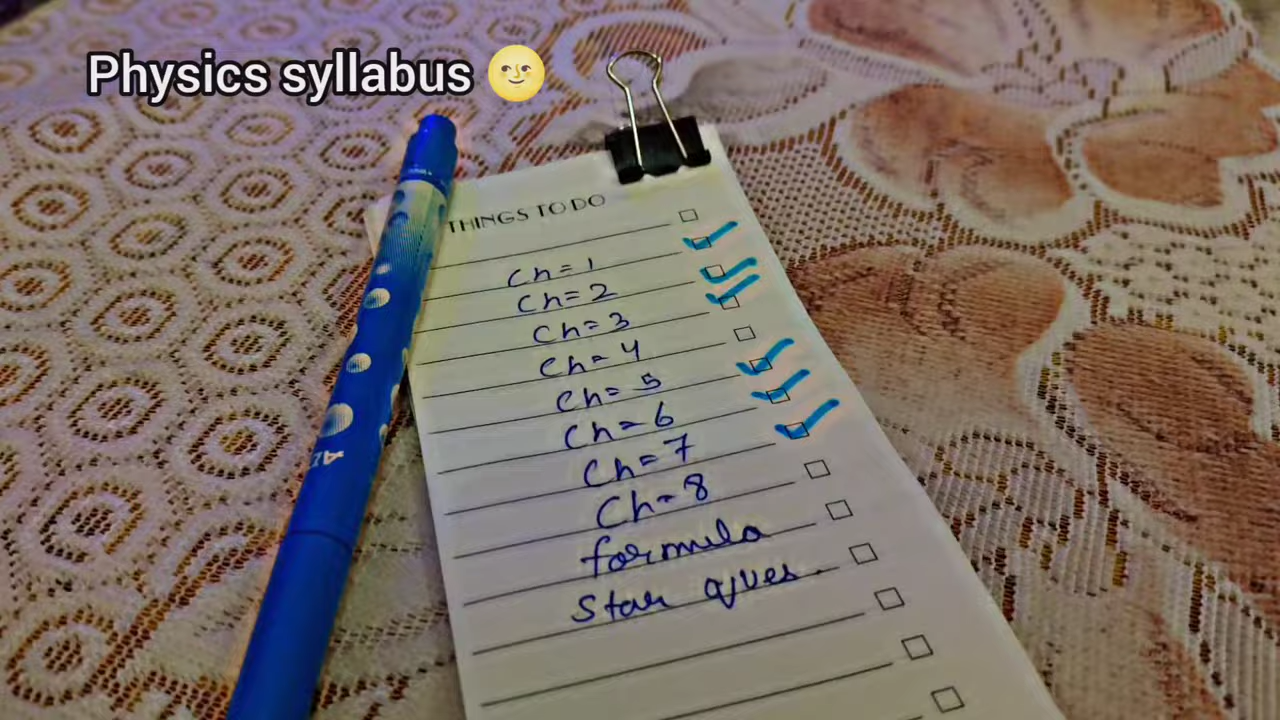 Physics syllabus 🌝
THINGS TO DO
Ch=1
Ch=2
Ch=3
Ch=4
Ch=5
Ch=6
Ch=7
Ch=8
formula
Star ques.